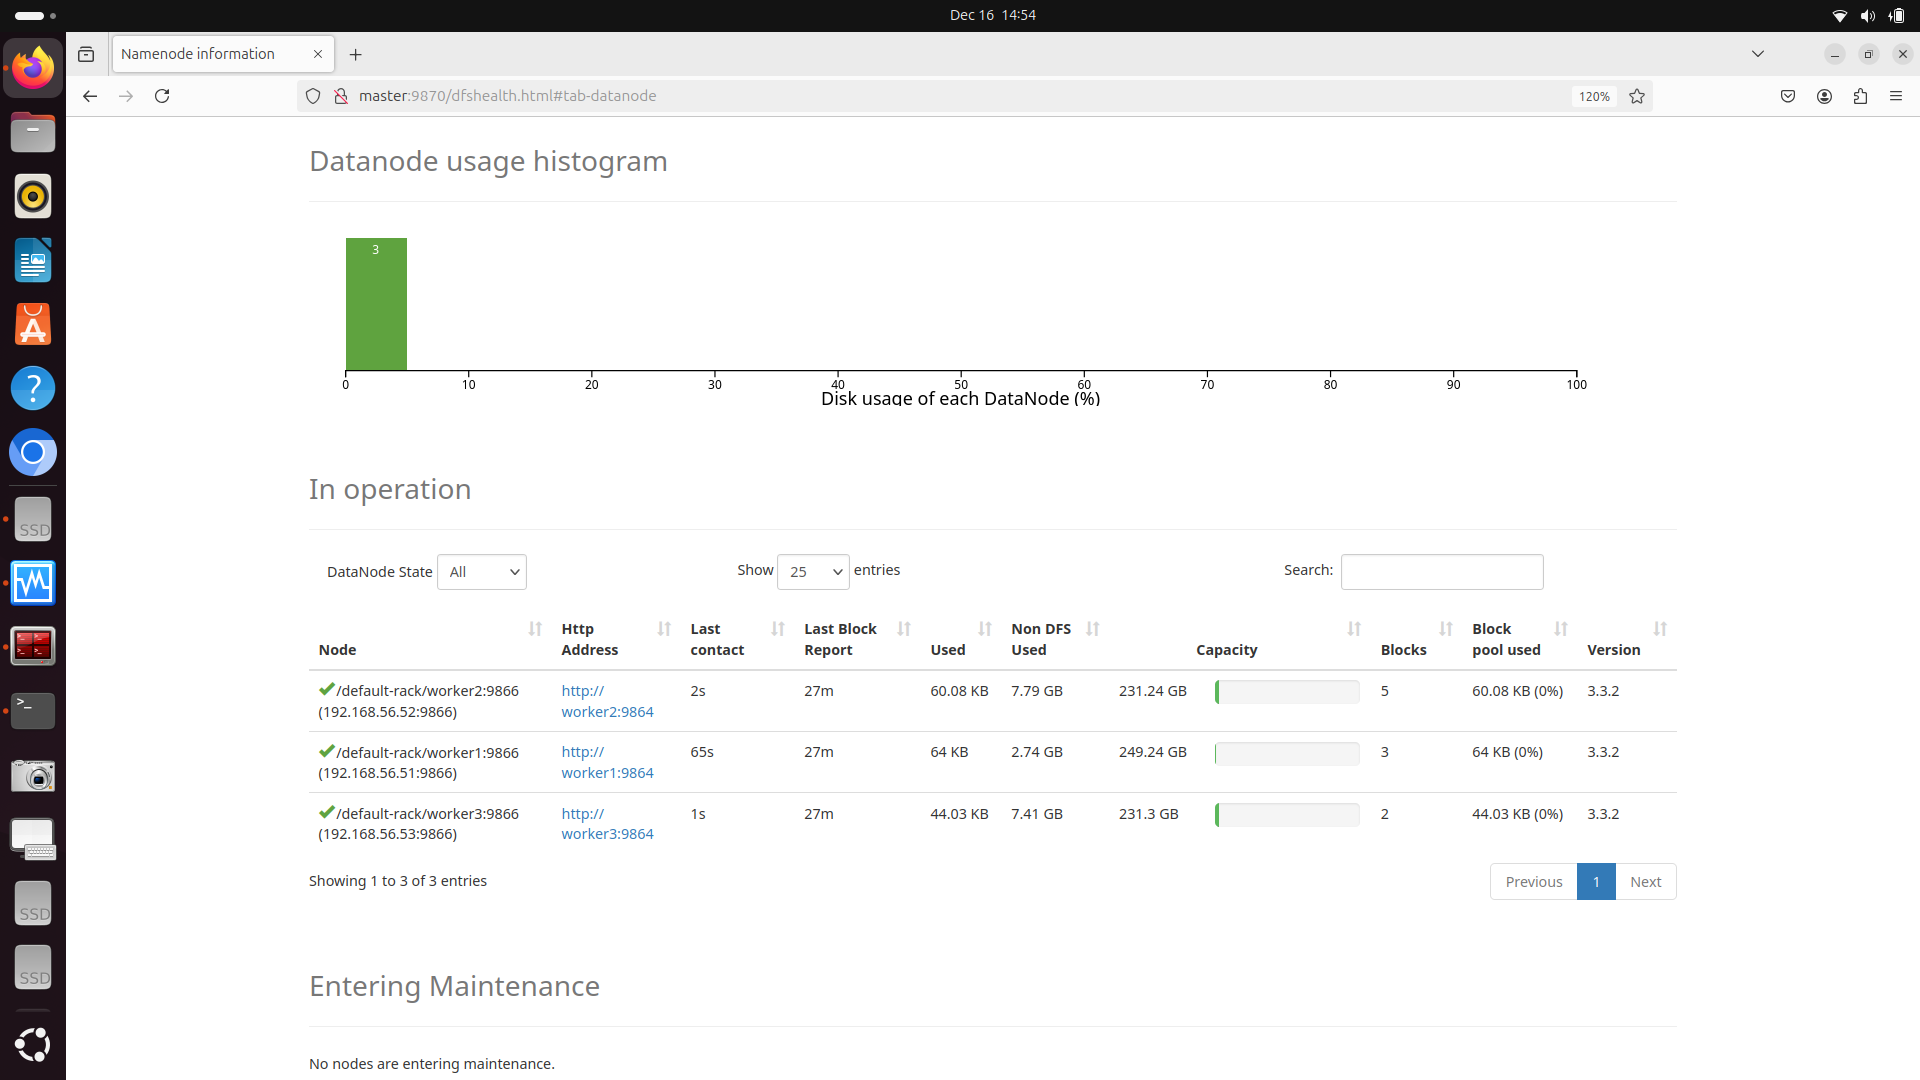 Dec 16 14:54
Namenode information
master:9870/dfshealth.html#tab-datanode
120%
Datanode usage histogram
3
0 10 20 30 40 50 60 70 80 90 100
Disk usage of each DataNode (%)
In operation
DataNode State All Show 25 entries Search:
Node Http Address Last contact Last Block Report Used Non DFS Used Capacity Blocks Block pool used Version
/default-rack/worker2:9866 http:// 2s 27m 60.08 KB 7.79 GB 231.24 GB 5 60.08 KB (0%) 3.3.2
(192.168.56.52:9866) worker2:9864
/default-rack/worker1:9866 http:// 65s 27m 64 KB 2.74 GB 249.24 GB 3 64 KB (0%) 3.3.2
(192.168.56.51:9866) worker1:9864
/default-rack/worker3:9866 http:// 1s 27m 44.03 KB 7.41 GB 231.3 GB 2 44.03 KB (0%) 3.3.2
(192.168.56.53:9866) worker3:9864
Showing 1 to 3 of 3 entries
Previous 1 Next
Entering Maintenance
No nodes are entering maintenance.
SSD
SSD
SSD